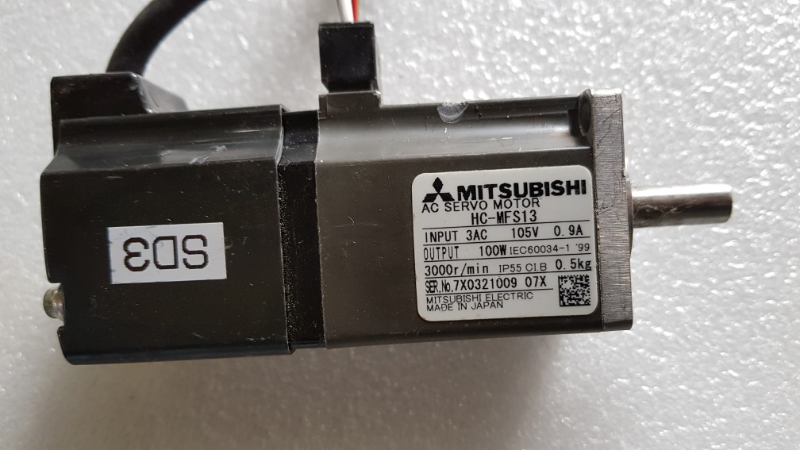 MITSUBISHI
AC SERVO MOTOR
HC-MFS13
INPUT 3AC 105V 0.9A
OUTPUT 100W IEC60034-1 '99
3000r/min IP55 Cl.B 0.5kg
SER.No.7X0321009 07X
MITSUBISHI ELECTRIC
MADE IN JAPAN
SD3